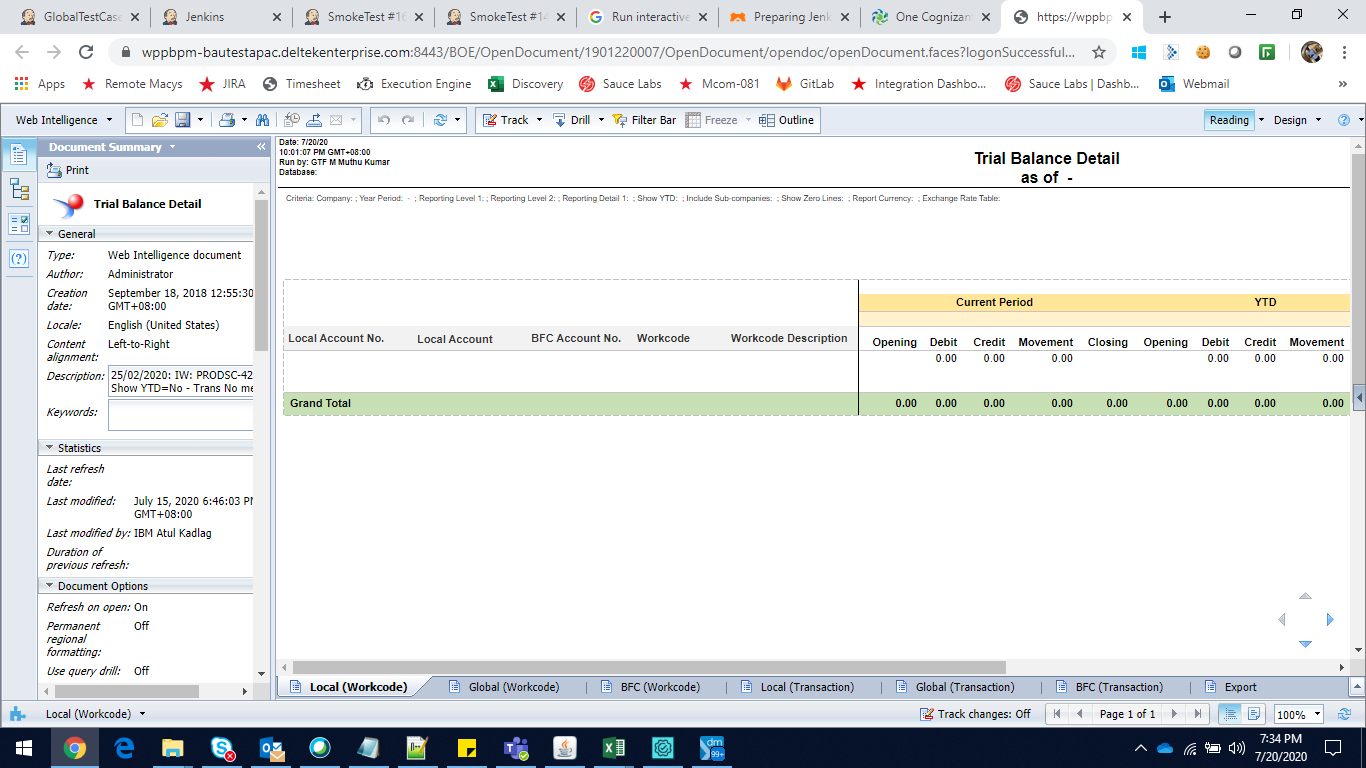 GlobalTestCase
Jenkins
SmokeTest #16
SmokeTest #14
Run interactive
Preparing Jenk
One Cognizan
https://wppbp
wppbpm-bautestapac.deltekenterprise.com:8443/BOE/OpenDocument/1901220007/OpenDocument/opendoc/openDocument.faces?logonSuccessful...
Apps
Remote Macys
JIRA
Timesheet
Execution Engine
Discovery
Sauce Labs
Mcom-081
GitLab
Integration Dashbo...
Sauce Labs | Dashb...
Webmail
»
Web Intelligence
Track
Drill
Filter Bar
Freeze
Outline
Reading
Design
Document Summary
Print
Trial Balance Detail
General
Type: Web Intelligence document
Author: Administrator
Creation date: September 18, 2018 12:55:30
GMT+08:00
Locale: English (United States)
Content alignment: Left-to-Right
Description: 25/02/2020: IW: PRODSC-42
Show YTD=No - Trans No me
Keywords:
Statistics
Last refresh
date:
Last modified: July 15, 2020 6:46:03 PM
GMT+08:00
Last modified by: IBM Atul Kadlag
Duration of
previous refresh:
Document Options
Refresh on open: On
Permanent regional formatting: Off
Use query drill: Off
Date: 7/20/20
10:01:07 PM GMT+08:00
Run by: GTF M Muthu Kumar
Database:
Trial Balance Detail
as of -
Criteria: Company: ; Year Period: - ; Reporting Level 1: ; Reporting Level 2: ; Reporting Detail 1: ; Show YTD: ; Include Sub-companies: ; Show Zero Lines: ; Report Currency: ; Exchange Rate Table:
Current Period YTD
Local Account No. Local Account BFC Account No. Workcode Workcode Description
Opening Debit Credit Movement Closing Opening Debit Credit Movement
0.00 0.00 0.00 0.00 0.00 0.00
Grand Total 0.00 0.00 0.00 0.00 0.00 0.00 0.00 0.00 0.00
Local (Workcode)
Global (Workcode)
BFC (Workcode)
Local (Transaction)
Global (Transaction)
BFC (Transaction)
Export
Local (Workcode)
Track changes: Off
Page 1 of 1
100%
7:34 PM
7/20/2020